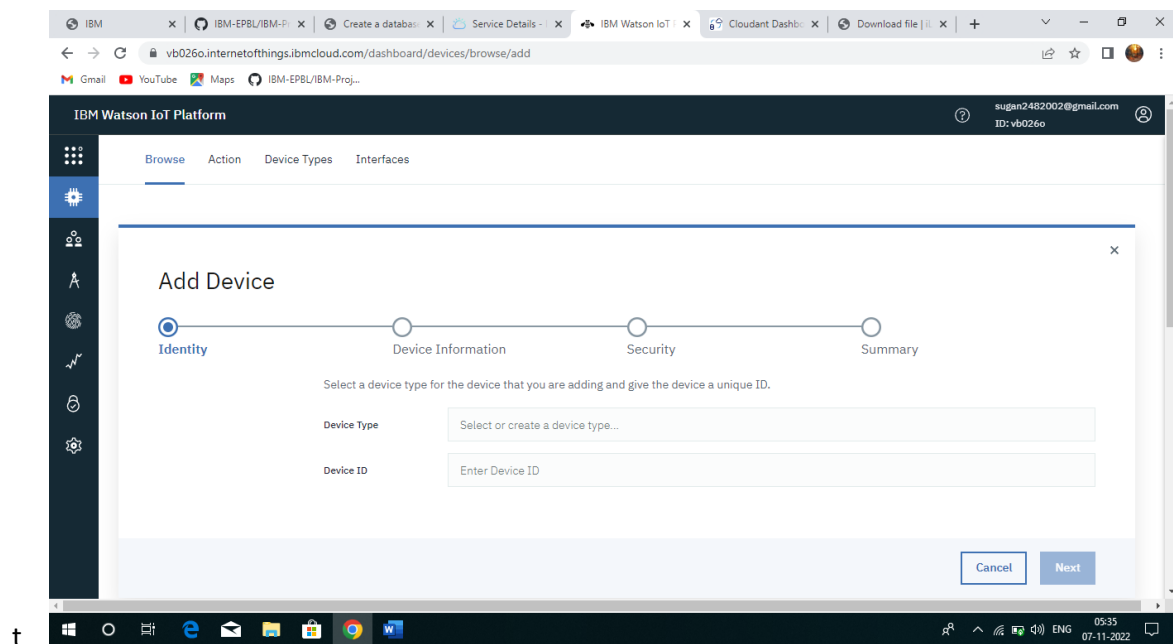 IBM
IBM-EPBL/IBM-Pr
Create a databas
Service Details -
IBM Watson IoT
Cloudant Dashbo
Download file | iL
vb026o.internetofthings.ibmcloud.com/dashboard/devices/browse/add
Gmail YouTube Maps IBM-EPBL/IBM-Proj...
IBM Watson IoT Platform
sugan2482002@gmail.com
ID: vb026o
Browse Action Device Types Interfaces
Add Device
Identity Device Information Security Summary
Select a device type for the device that you are adding and give the device a unique ID.
Device Type Select or create a device type...
Device ID Enter Device ID
Cancel Next
ENG
05:35
07-11-2022
t